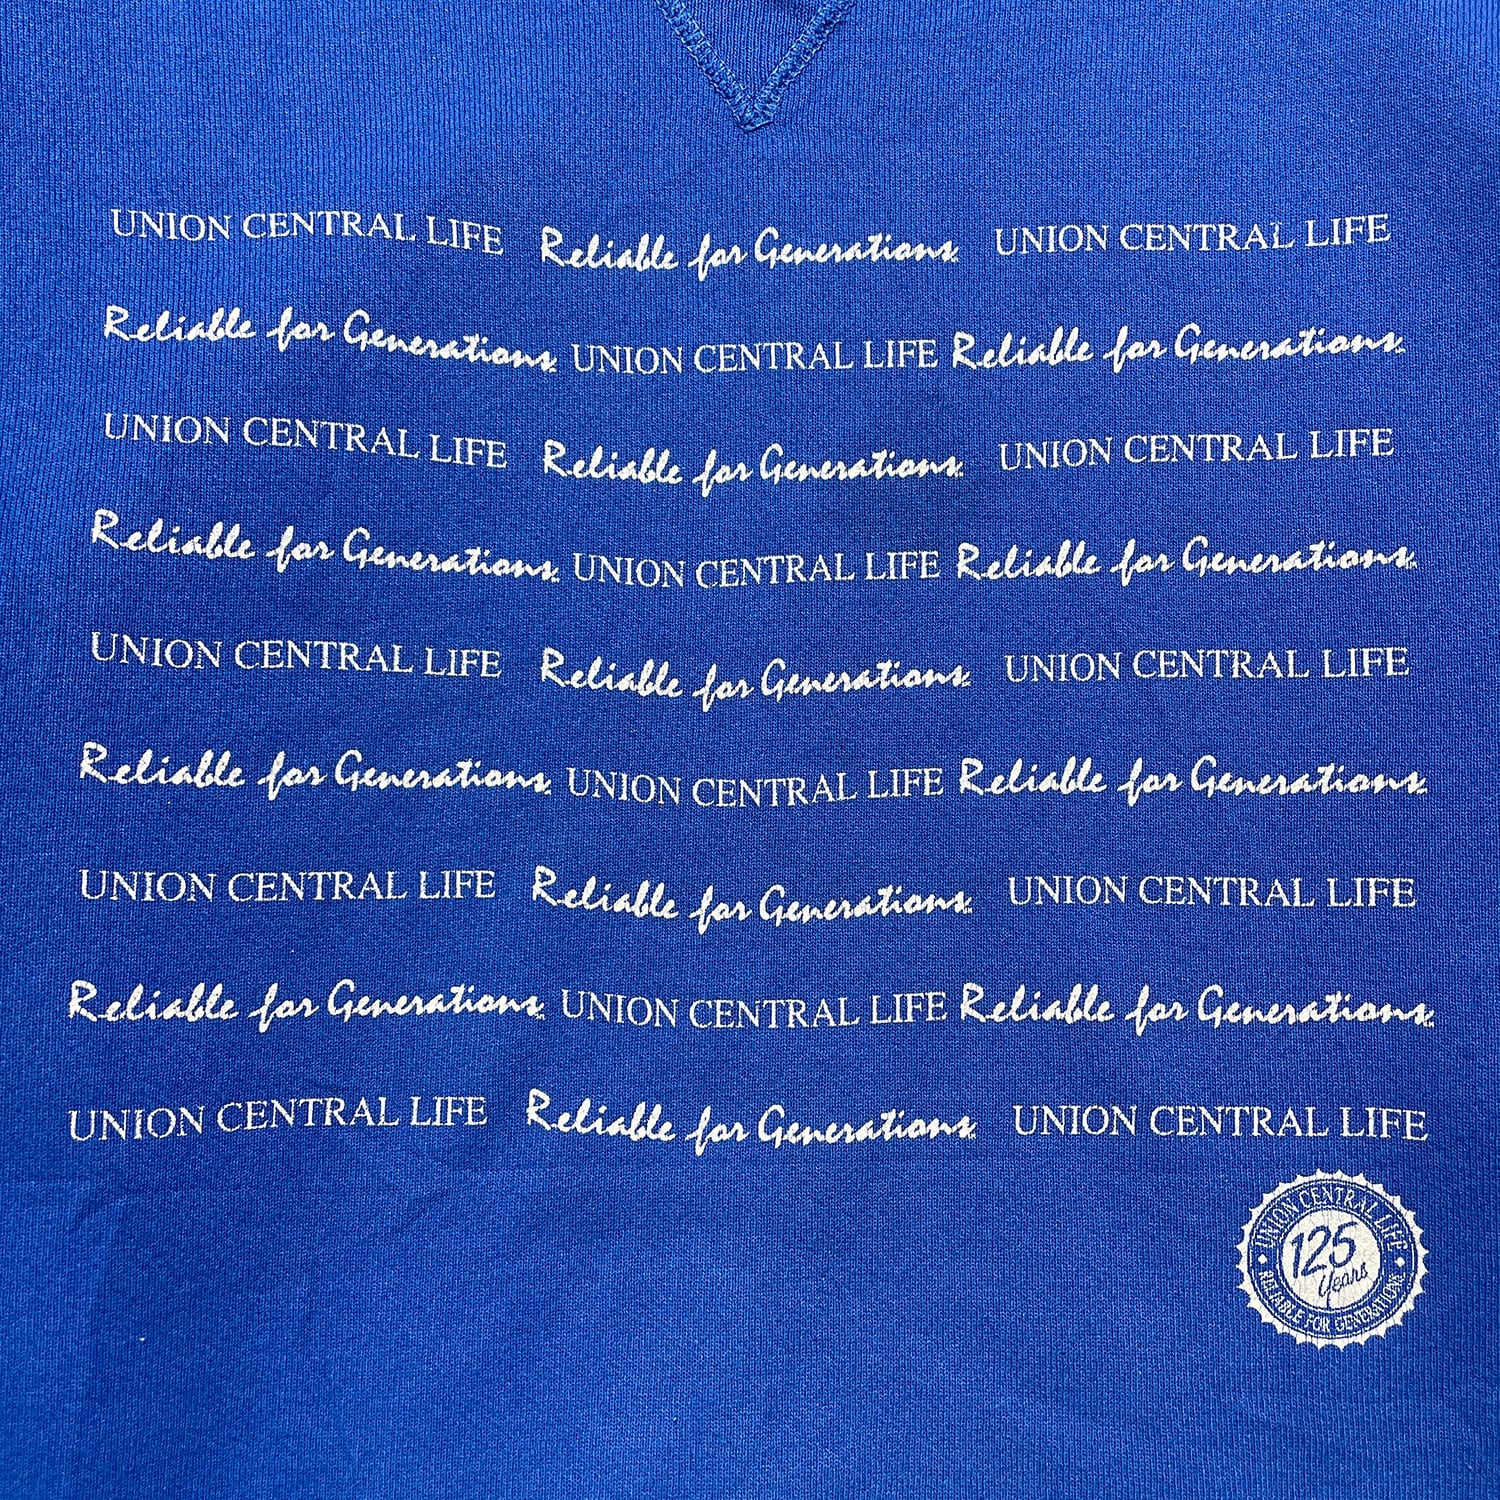 UNION CENTRAL LIFE Reliable for Generations UNION CENTRAL LIFE
Reliable for Generations UNION CENTRAL LIFE Reliable for Generations
UNION CENTRAL LIFE Reliable for Generations UNION CENTRAL LIFE
Reliable for Generations UNION CENTRAL LIFE Reliable for Generations
UNION CENTRAL LIFE Reliable for Generations UNION CENTRAL LIFE
Reliable for Generations UNION CENTRAL LIFE Reliable for Generations
UNION CENTRAL LIFE Reliable for Generations UNION CENTRAL LIFE
Reliable for Generations UNION CENTRAL LIFE Reliable for Generations
UNION CENTRAL LIFE Reliable for Generations UNION CENTRAL LIFE
UNION CENTRAL LIFE
125
Years
RELIABLE FOR GENERATIONS